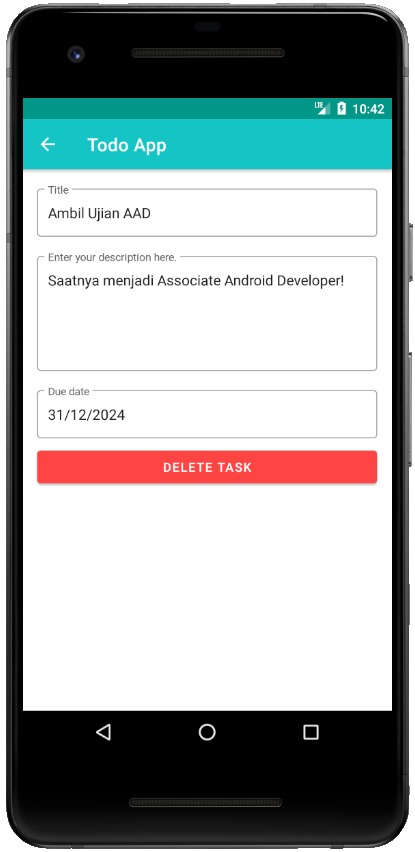 LTE 10:42
Todo App
Title
Ambil Ujian AAD
Enter your description here.
Saatnya menjadi Associate Android Developer!
Due date
31/12/2024
DELETE TASK